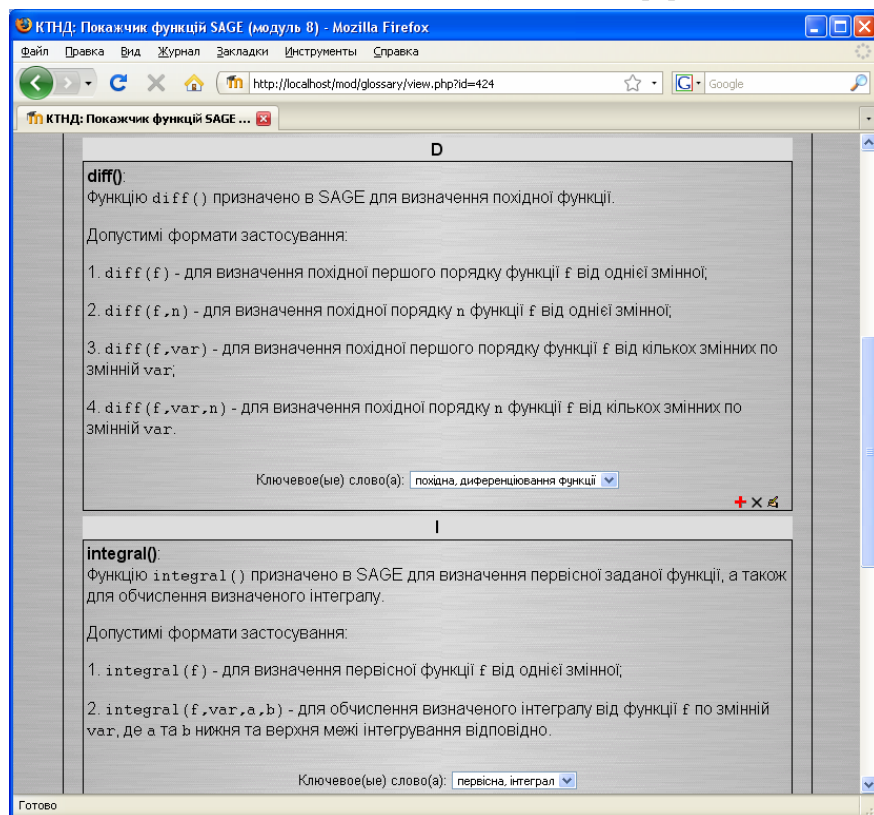 КТНД: Покажчик функцій SAGE (модуль 8) - Mozilla Firefox
Файл Правка Вид Журнал Закладки Инструменты Справка
http://localhost/mod/glossary/view.php?id=424 G Google
КТНД: Покажчик функцій SAGE ...
D
diff():
Функцію diff() призначено в SAGE для визначення похідної функції.
Допустимі формати застосування:
1. diff(f) - для визначення похідної першого порядку функції f від однієї змінної;
2. diff(f,n) - для визначення похідної порядку n функції f від однієї змінної;
3. diff(f,var) - для визначення похідної першого порядку функції f від кількох змінних по
змінній var;
4. diff(f,var,n) - для визначення похідної порядку n функції f від кількох змінних по
змінній var.
Ключевое(ые) слово(а): похідна, диференціювання функції
I
integral():
Функцію integral() призначено в SAGE для визначення первісної заданої функції, а також
для обчислення визначеного інтегралу.
Допустимі формати застосування:
1. integral(f) - для визначення первісної функції f від однієї змінної;
2. integral(f,var,a,b) - для обчислення визначеного інтегралу від функції f по змінній
var, де a та b нижня та верхня межі інтегрування відповідно.
Ключевое(ые) слово(а): первісна, інтеграл
Готово